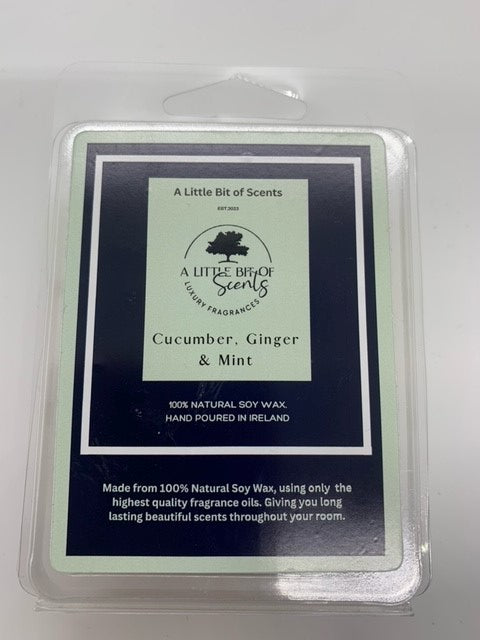 A Little Bit of Scents
EST.2023
A LITTLE BIT OF
Scents
LUXURY FRAGRANCES
Cucumber, Ginger
& Mint
100% NATURAL SOY WAX.
HAND POURED IN IRELAND
Made from 100% Natural Soy Wax, using only the
highest quality fragrance oils. Giving you long
lasting beautiful scents throughout your room.